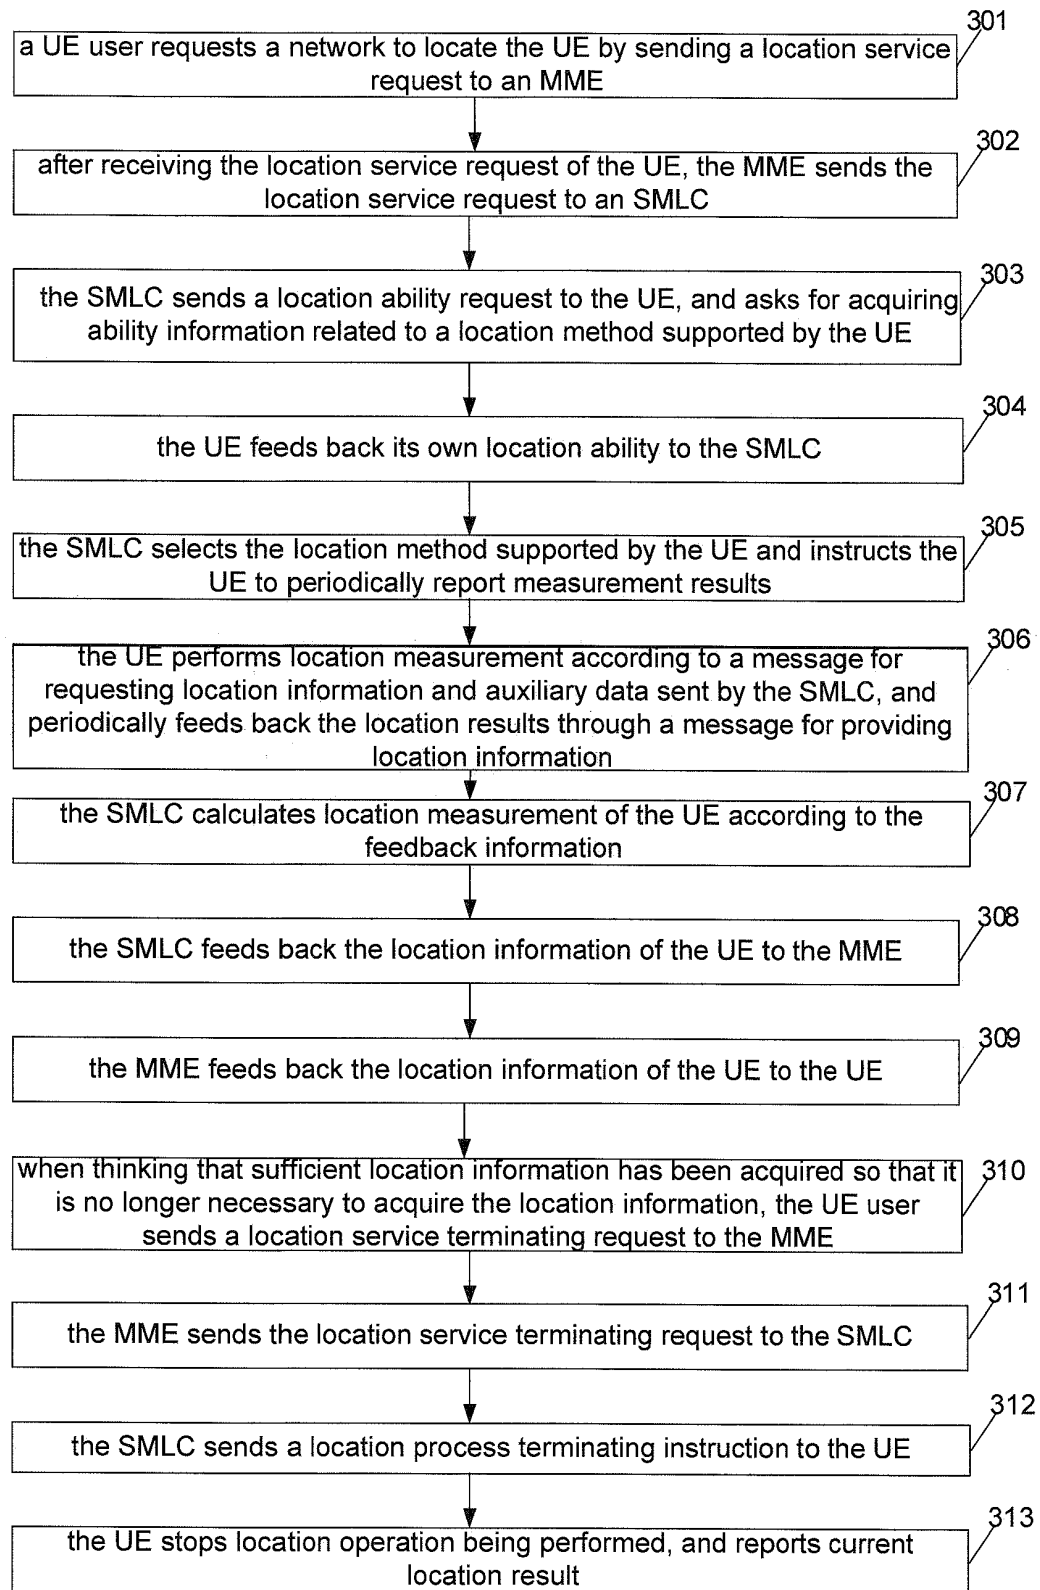 301
a UE user requests a network to locate the UE by sending a location service
request to an MME
302
after receiving the location service request of the UE, the MME sends the
location service request to an SMLC
303
the SMLC sends a location ability request to the UE, and asks for acquiring
ability information related to a location method supported by the UE
304
the UE feeds back its own location ability to the SMLC
305
the SMLC selects the location method supported by the UE and instructs the
UE to periodically report measurement results
306
the UE performs location measurement according to a message for
requesting location information and auxiliary data sent by the SMLC, and
periodically feeds back the location results through a message for providing
location information
307
the SMLC calculates location measurement of the UE according to the
feedback information
308
the SMLC feeds back the location information of the UE to the MME
309
the MME feeds back the location information of the UE to the UE
310
when thinking that sufficient location information has been acquired so that it
is no longer necessary to acquire the location information, the UE user
sends a location service terminating request to the MME
311
the MME sends the location service terminating request to the SMLC
312
the SMLC sends a location process terminating instruction to the UE
313
the UE stops location operation being performed, and reports current
location result